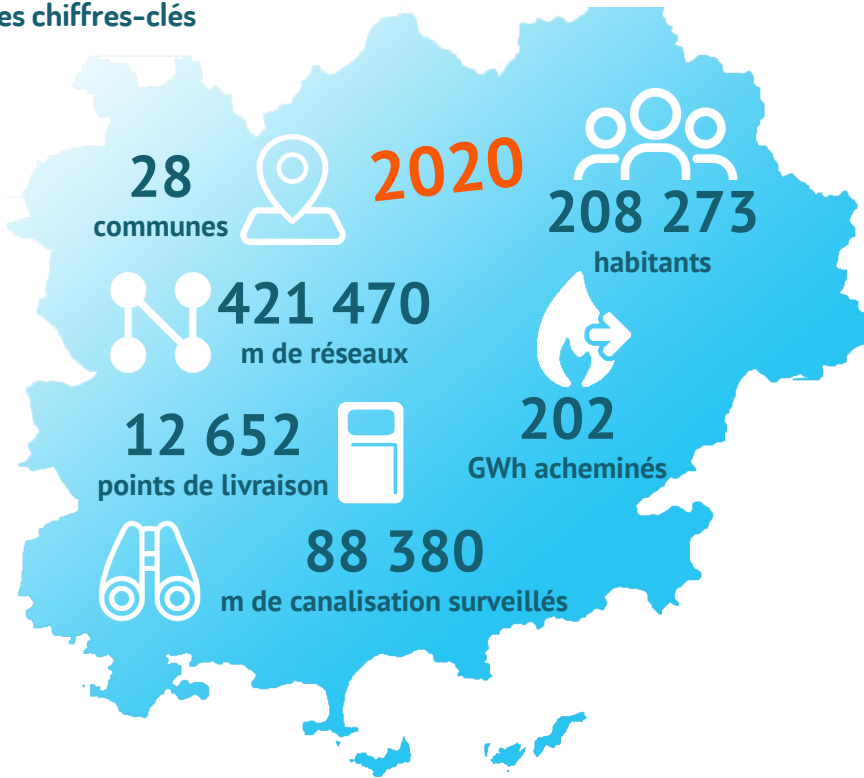 es chiffres-clés
2020
28
communes
208 273
habitants
421 470
m de réseaux
202
GWh acheminés
12 652
points de livraison
88 380
m de canalisation surveillés